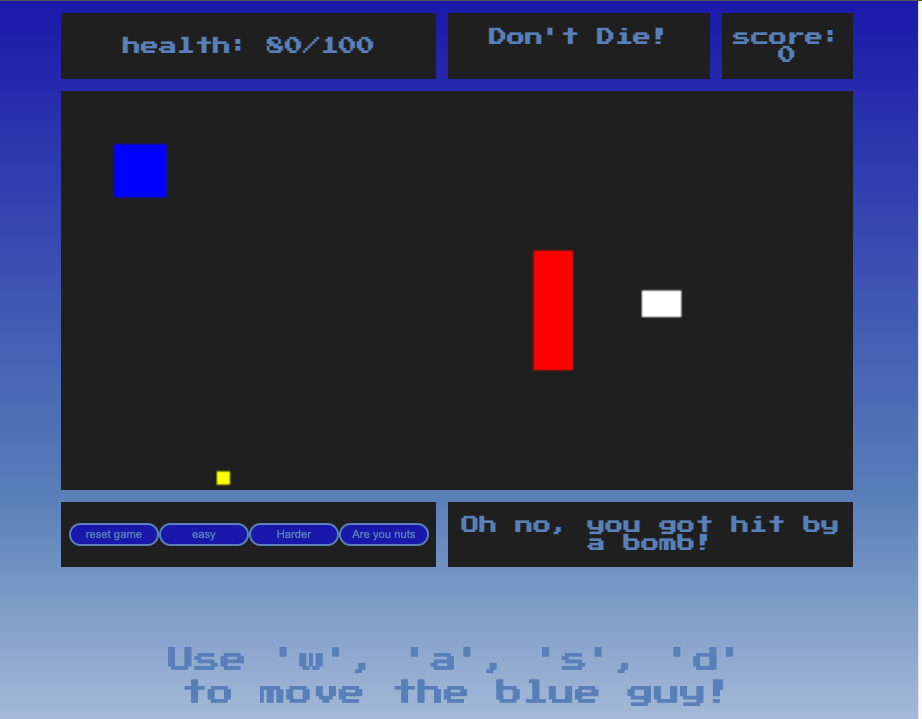 health: 80/100
Don't Die!
score:
0
reset game
easy
Harder
Are you nuts
Oh no, you got hit by
a bomb!
Use 'w', 'a', 's', 'd'
to move the blue guy!